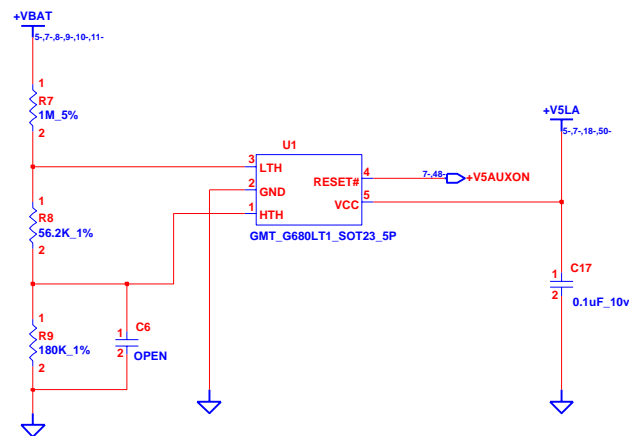 +VBAT
5-,7-,8-,9-,10-,11-
1
R7
1M_5%
2
+V5LA
5-,7-,18-,50-
U1
3
LTH
4
RESET#
7-,48-
+V5AUXON
2
GND
5
VCC
1
HTH
GMT_G680LT1_SOT23_5P
1
R8
56.2K_1%
2
C17
1
2
0.1uF_10v
1
R9
180K_1%
2
C6
1
2
OPEN